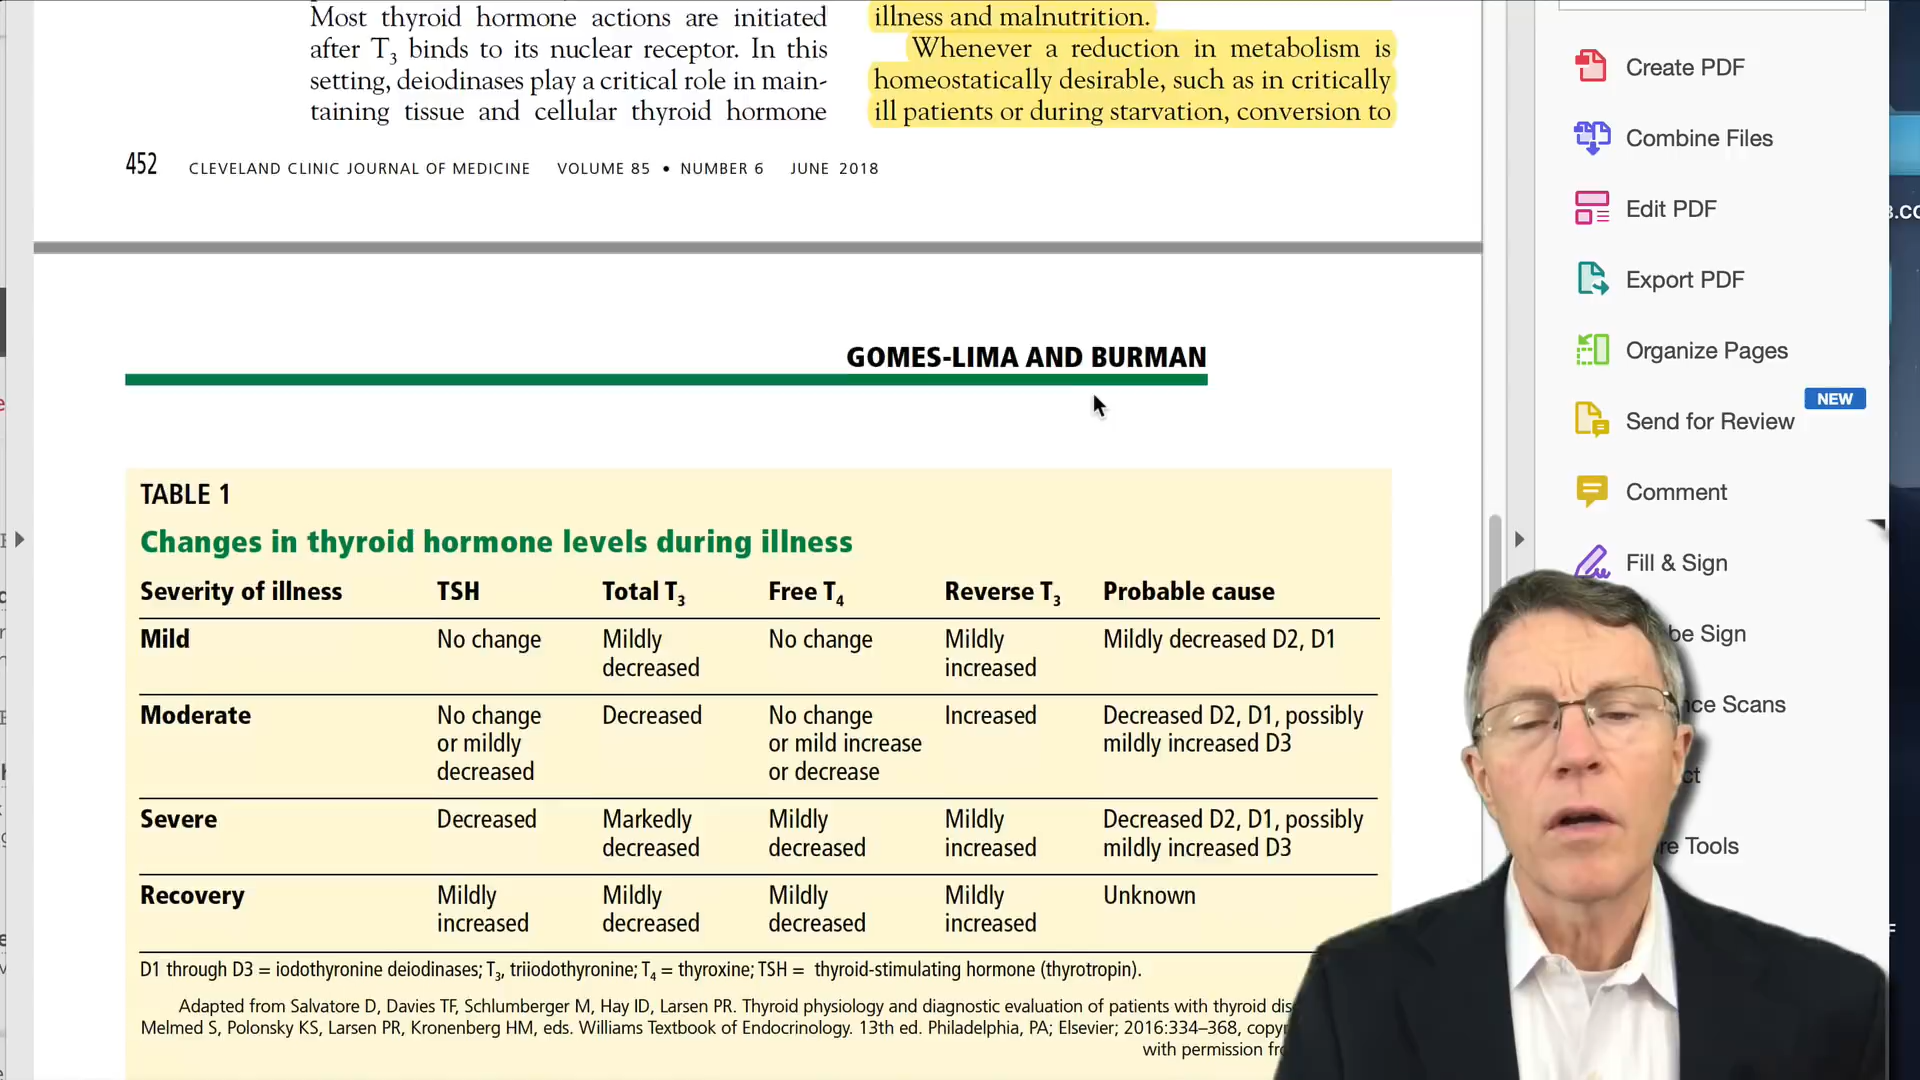 Most thyroid hormone actions are initiated
after T3 binds to its nuclear receptor. In this
setting, deiodinases play a critical role in main-
taining tissue and cellular thyroid hormone
illness and malnutrition.
Whenever a reduction in metabolism is
homeostatically desirable, such as in critically
ill patients or during starvation, conversion to
452 CLEVELAND CLINIC JOURNAL OF MEDICINE VOLUME 85 • NUMBER 6 JUNE 2018
GOMES-LIMA AND BURMAN
TABLE 1
Changes in thyroid hormone levels during illness
Severity of illness TSH Total T3 Free T4 Reverse T3 Probable cause
Mild No change Mildly No change Mildly Mildly decreased D2, D1
decreased increased
Moderate No change Decreased No change Increased Decreased D2, D1, possibly
or mildly or mild increase mildly increased D3
decreased or decrease
Severe Decreased Markedly Mildly Mildly Decreased D2, D1, possibly
decreased decreased increased mildly increased D3
Recovery Mildly Mildly Mildly Mildly Unknown
increased decreased decreased increased
D1 through D3 = iodothyronine deiodinases; T3, triiodothyronine; T4 = thyroxine; TSH = thyroid-stimulating hormone (thyrotropin).
Adapted from Salvatore D, Davies TF, Schlumberger M, Hay ID, Larsen PR. Thyroid physiology and diagnostic evaluation of patients with thyroid
Melmed S, Polonsky KS, Larsen PR, Kronenberg HM, eds. Williams Textbook of Endocrinology. 13th ed. Philadelphia, PA; Elsevier; 2016:334–368,
with permission
Create PDF
Combine Files
Edit PDF
Export PDF
Organize Pages
NEW
Send for Review
Comment
Fill & Sign
Sign
Scans
Tools